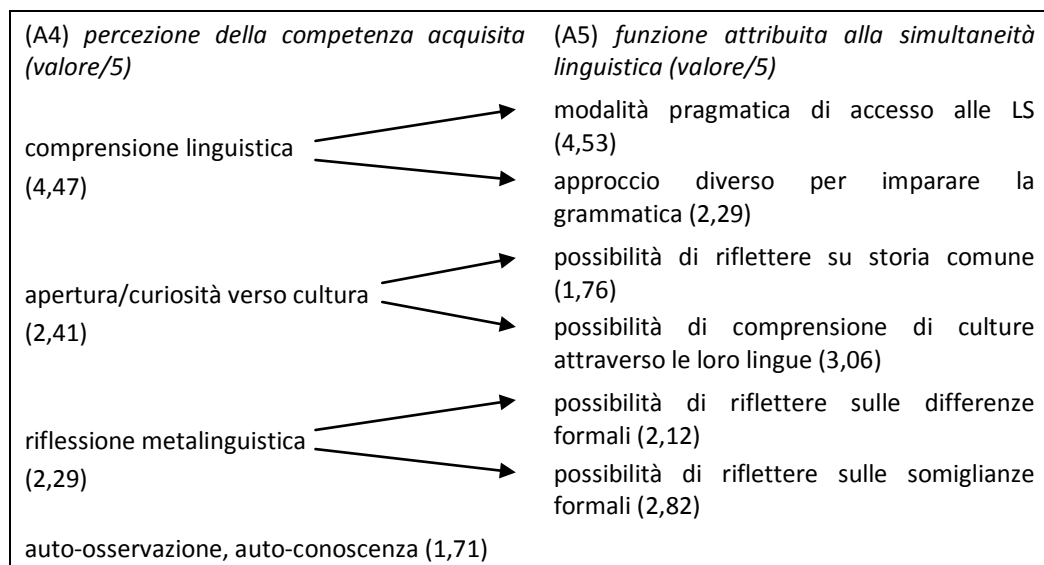 (A4) percezione della competenza acquisita
(valore/5)
(A5) funzione attribuita alla simultaneità
linguistica (valore/5)
comprensione linguistica
(4,47)
modalità pragmatica di accesso alle LS
(4,53)
approccio diverso per imparare la
grammatica (2,29)
apertura/curiosità verso cultura
(2,41)
possibilità di riflettere su storia comune
(1,76)
possibilità di comprensione di culture
attraverso le loro lingue (3,06)
riflessione metalinguistica
(2,29)
possibilità di riflettere sulle differenze
formali (2,12)
possibilità di riflettere sulle somiglianze
formali (2,82)
auto-osservazione, auto-conoscenza (1,71)